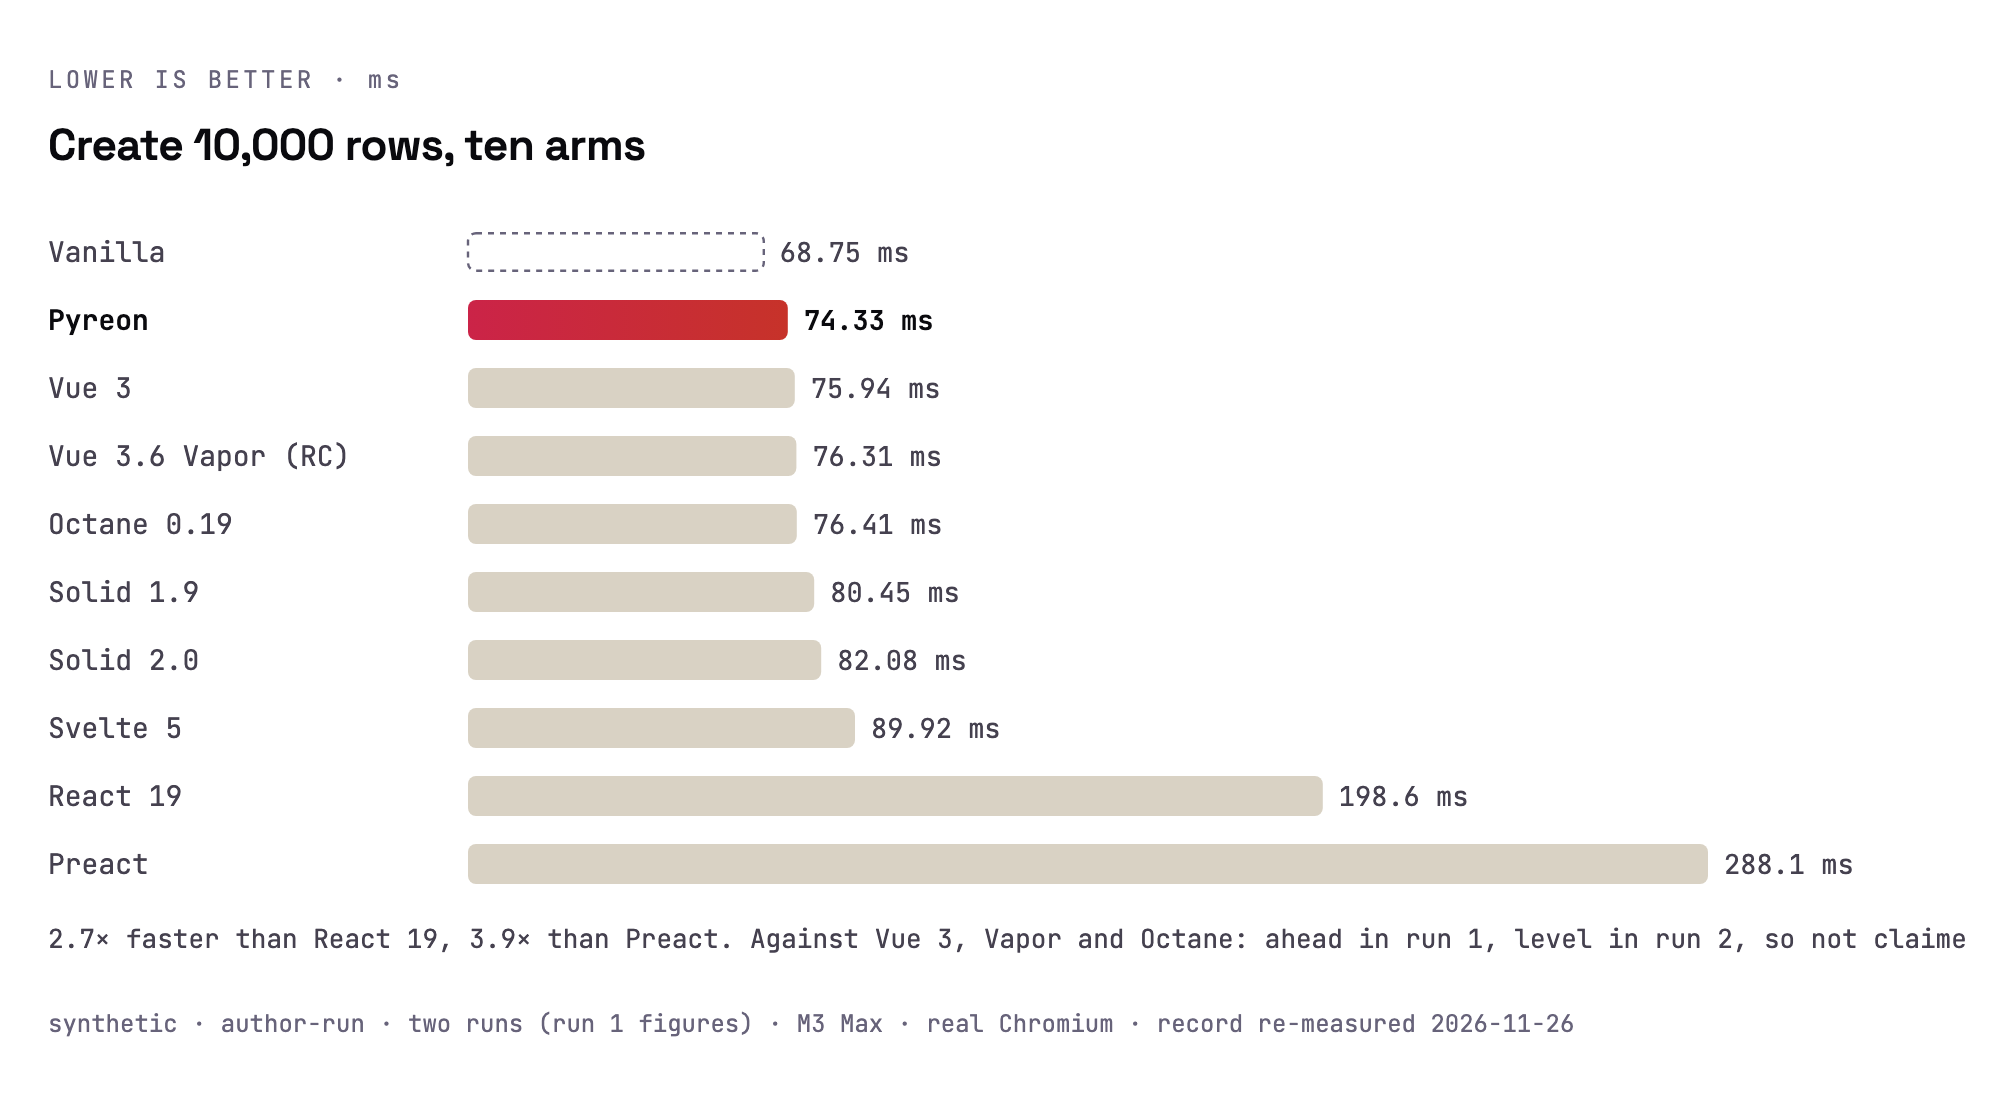 LOWER IS BETTER · ms
Create 10,000 rows, ten arms
Vanilla 68.75 ms
Pyreon 74.33 ms
Vue 3 75.94 ms
Vue 3.6 Vapor (RC) 76.31 ms
Octane 0.19 76.41 ms
Solid 1.9 80.45 ms
Solid 2.0 82.08 ms
Svelte 5 89.92 ms
React 19 198.6 ms
Preact 288.1 ms
2.7× faster than React 19, 3.9× than Preact. Against Vue 3, Vapor and Octane: ahead in run 1, level in run 2, so not claime
synthetic · author-run · two runs (run 1 figures) · M3 Max · real Chromium · record re-measured 2026-11-26